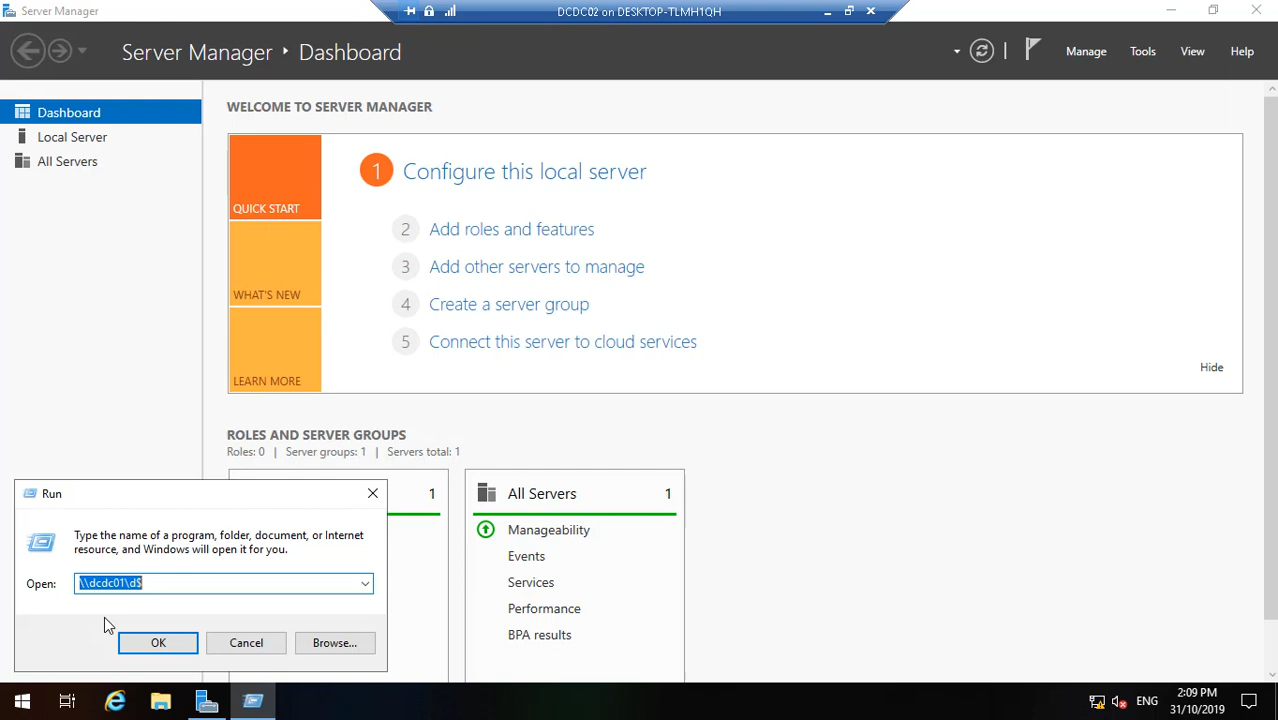 Server Manager
DCDC02 on DESKTOP-TLMH1QH
Server Manager
Dashboard
Manage
Tools
View
Help
Dashboard
Local Server
All Servers
WELCOME TO SERVER MANAGER
QUICK START
WHAT'S NEW
LEARN MORE
1 Configure this local server
2 Add roles and features
3 Add other servers to manage
4 Create a server group
5 Connect this server to cloud services
Hide
ROLES AND SERVER GROUPS
Roles: 0 | Server groups: 1 | Servers total: 1
1
All Servers 1
Manageability
Events
Services
Performance
BPA results
Run
Type the name of a program, folder, document, or Internet
resource, and Windows will open it for you.
Open: \\dcdc01\d$
OK
Cancel
Browse...
ENG
2:09 PM
31/10/2019